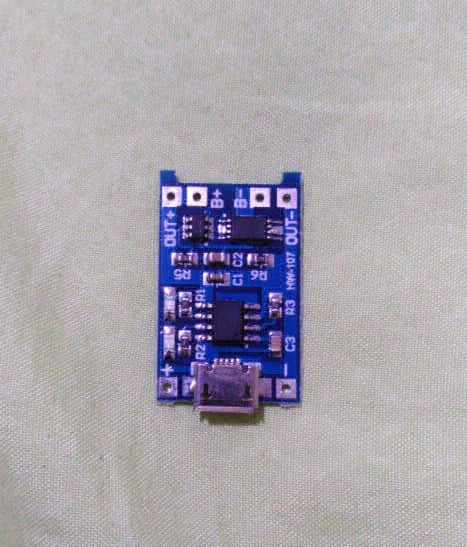 OUT+
B+
B-
OUT-
R5
C2
R6
C1
HW-107
R1
R3
R2
C3
+
-